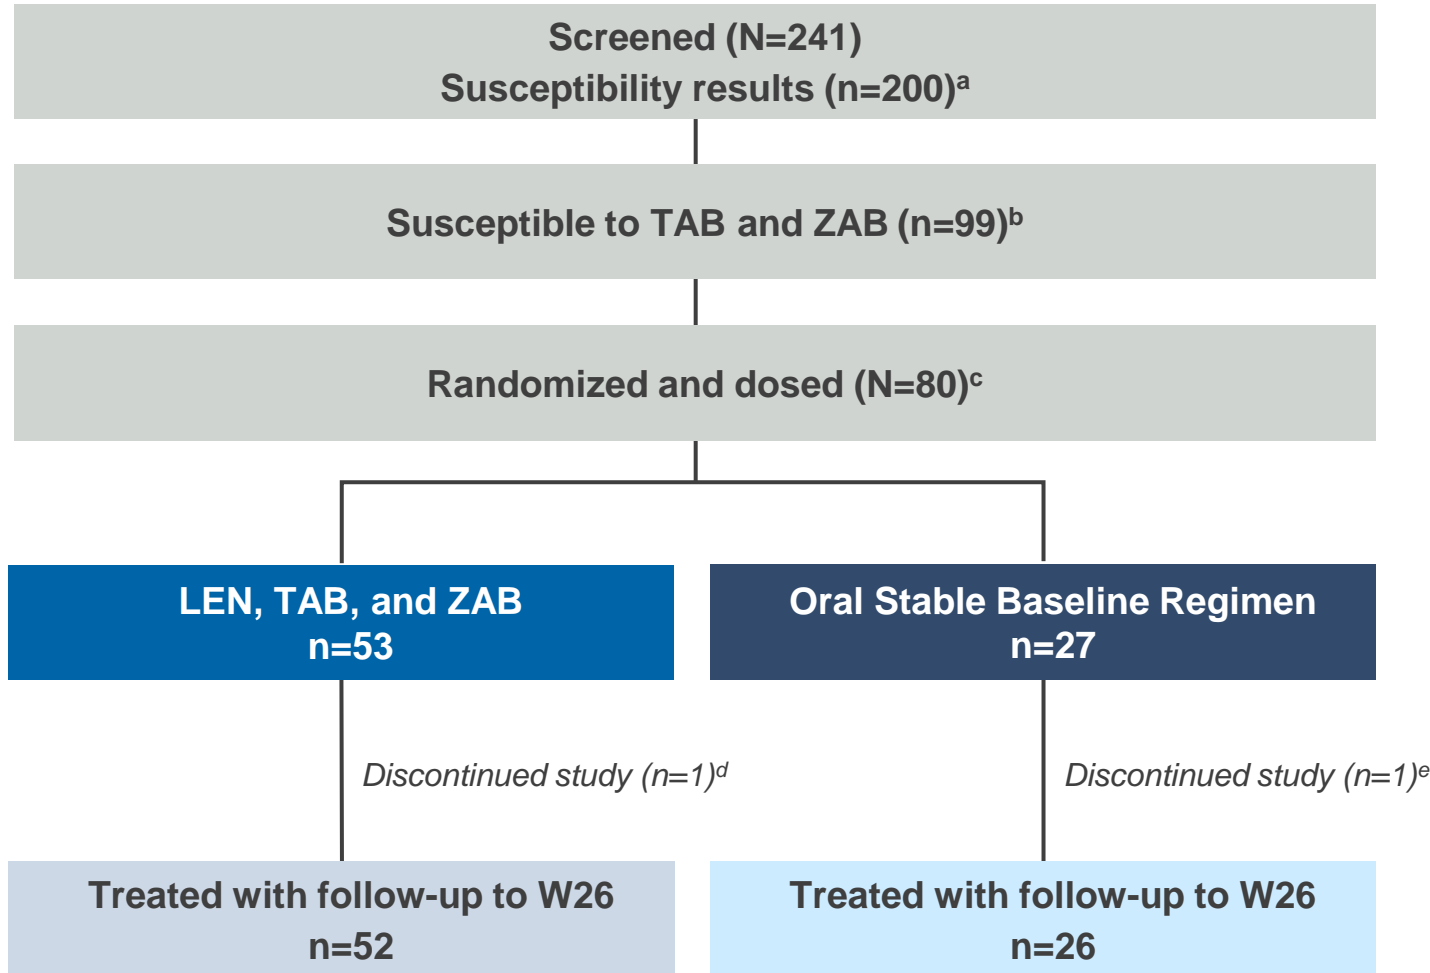 Screened (N=241)
Susceptibility results (n=200)ᵃ
Susceptible to TAB and ZAB (n=99)ᵇ
Randomized and dosed (N=80)ᶜ
LEN, TAB, and ZAB
n=53
Oral Stable Baseline Regimen
n=27
Discontinued study (n=1)ᵈ
Discontinued study (n=1)ᵉ
Treated with follow-up to W26
n=52
Treated with follow-up to W26
n=26